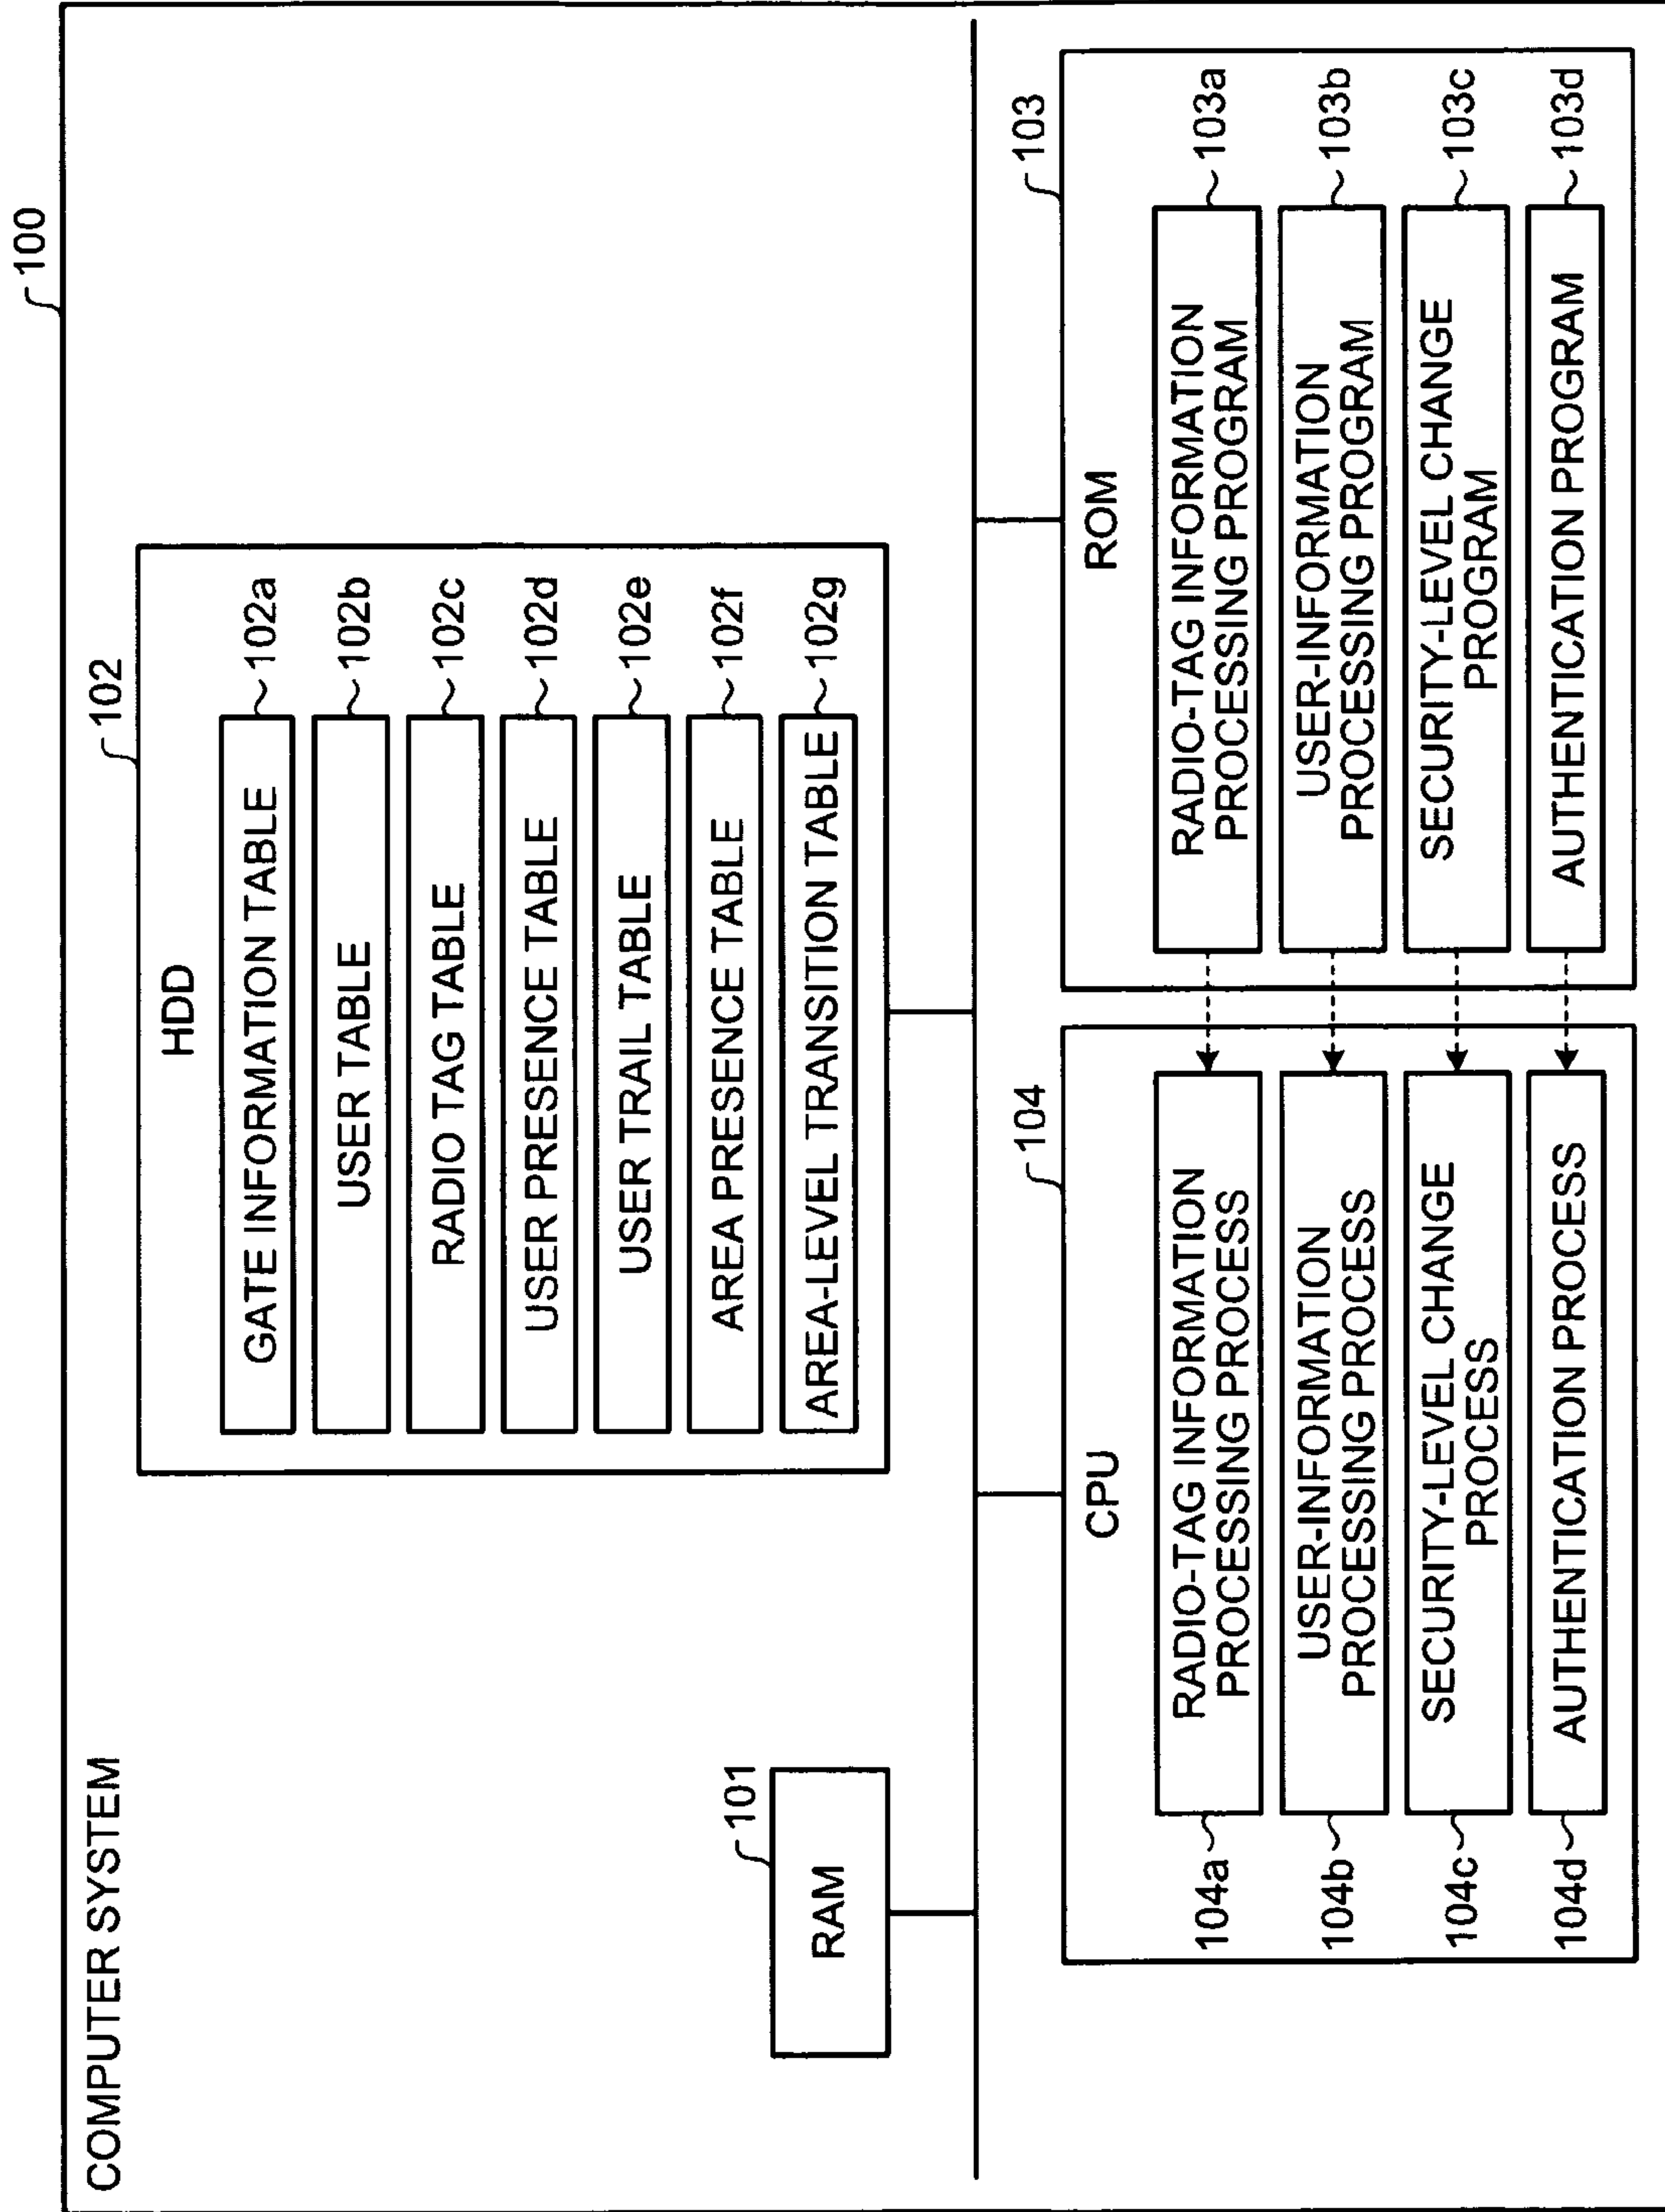 100
COMPUTER SYSTEM
102
HDD
GATE INFORMATION TABLE 102a
USER TABLE 102b
RADIO TAG TABLE 102c
USER PRESENCE TABLE 102d
USER TRAIL TABLE 102e
AREA PRESENCE TABLE 102f
AREA-LEVEL TRANSITION TABLE 102g
101
RAM
104
CPU
104a RADIO-TAG INFORMATION
PROCESSING PROCESS
104b USER-INFORMATION
PROCESSING PROCESS
104c SECURITY-LEVEL CHANGE
PROCESS
104d AUTHENTICATION PROCESS
103
ROM
RADIO-TAG INFORMATION
PROCESSING PROGRAM 103a
USER-INFORMATION
PROCESSING PROGRAM 103b
SECURITY-LEVEL CHANGE
PROGRAM 103c
AUTHENTICATION PROGRAM 103d